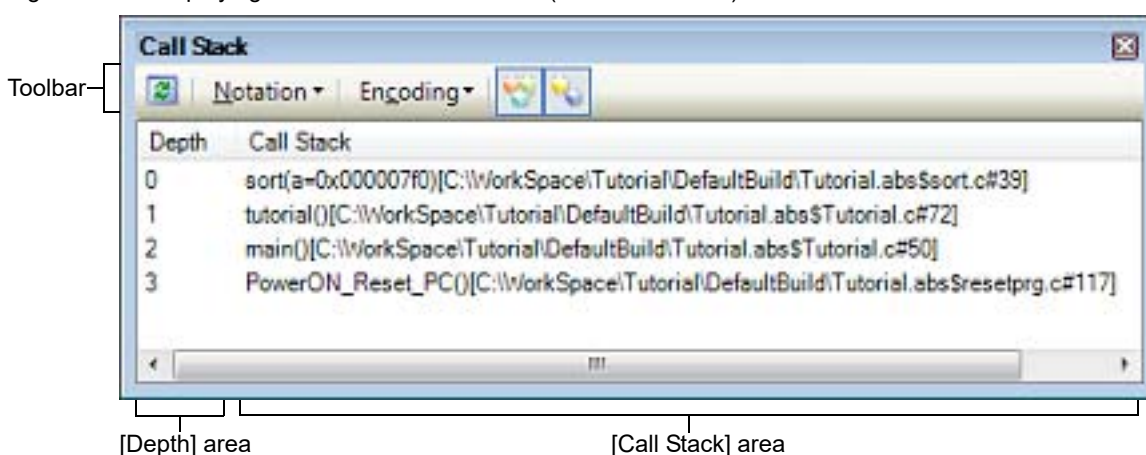 Call Stack
Toolbar
Notation Encoding
Depth Call Stack
0 sort(a=0x000007f0)[C:\WorkSpace\Tutorial\DefaultBuild\Tutorial.abs$sort.c#39]
1 tutorial()[C:\WorkSpace\Tutorial\DefaultBuild\Tutorial.abs$Tutorial.c#72]
2 main()[C:\WorkSpace\Tutorial\DefaultBuild\Tutorial.abs$Tutorial.c#50]
3 PowerON_Reset_PC()[C:\WorkSpace\Tutorial\DefaultBuild\Tutorial.abs$resetprg.c#117]
[Depth] area [Call Stack] area